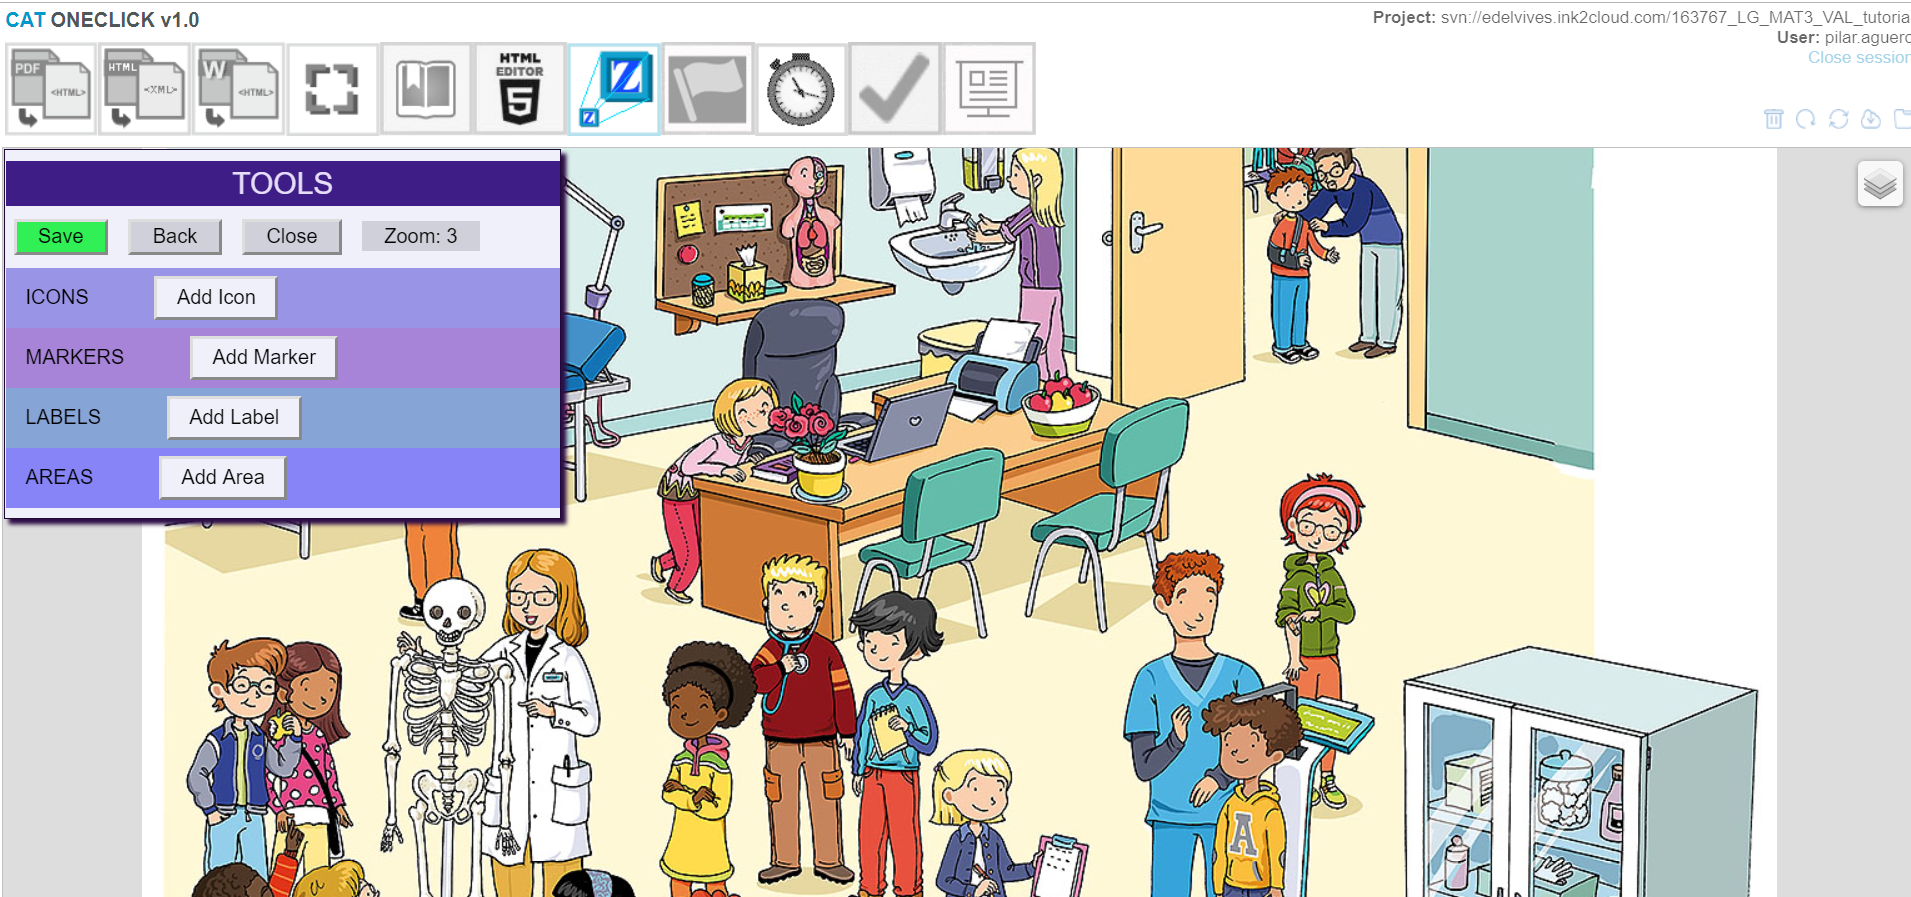 CAT ONECLICK v1.0
Project: svn://edelvives.ink2cloud.com/163767_LG_MAT3_VAL_tutoria
User: pilar.aguero
Close session
PDF <HTML>
HTML <XML>
W <HTML>
HTML
EDITOR
5
Z
Z
TOOLS
Save Back Close Zoom: 3
ICONS Add Icon
MARKERS Add Marker
LABELS Add Label
AREAS Add Area
A